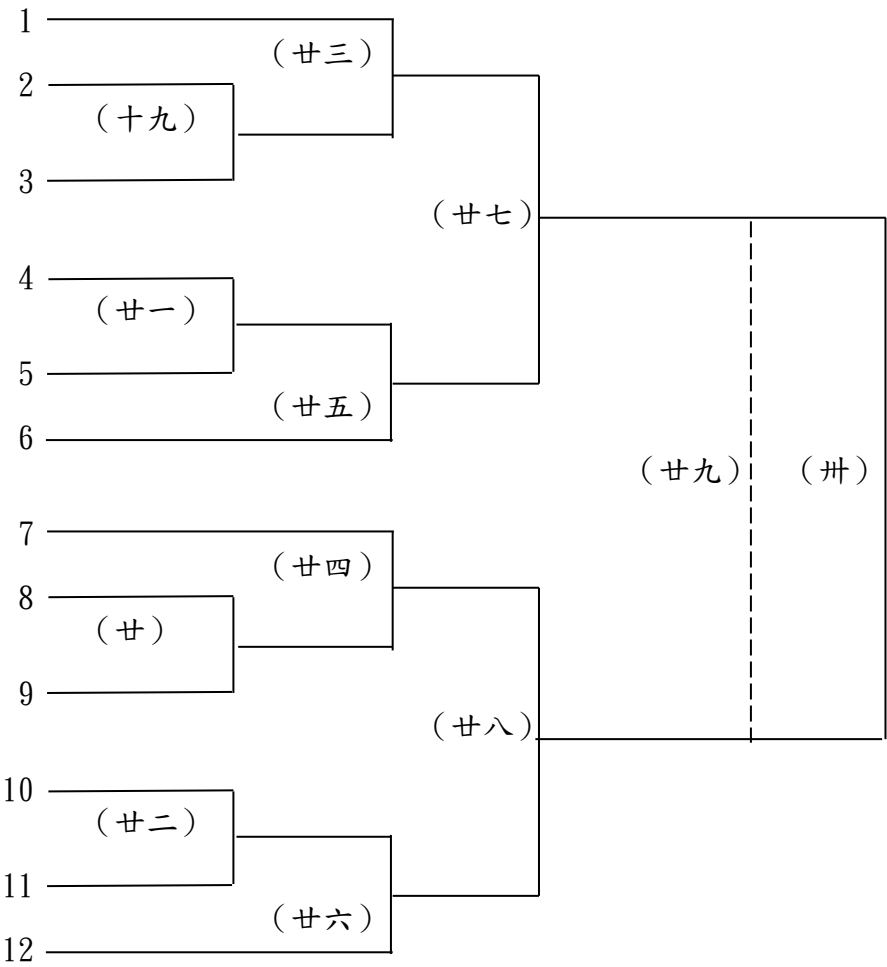 1
（廿三）
2
（十九）
3
（廿七）
4
（廿一）
5
（廿五）
6
（廿九） （卅）
7
（廿四）
8
（廿）
9
（廿八）
10
（廿二）
11
（廿六）
12